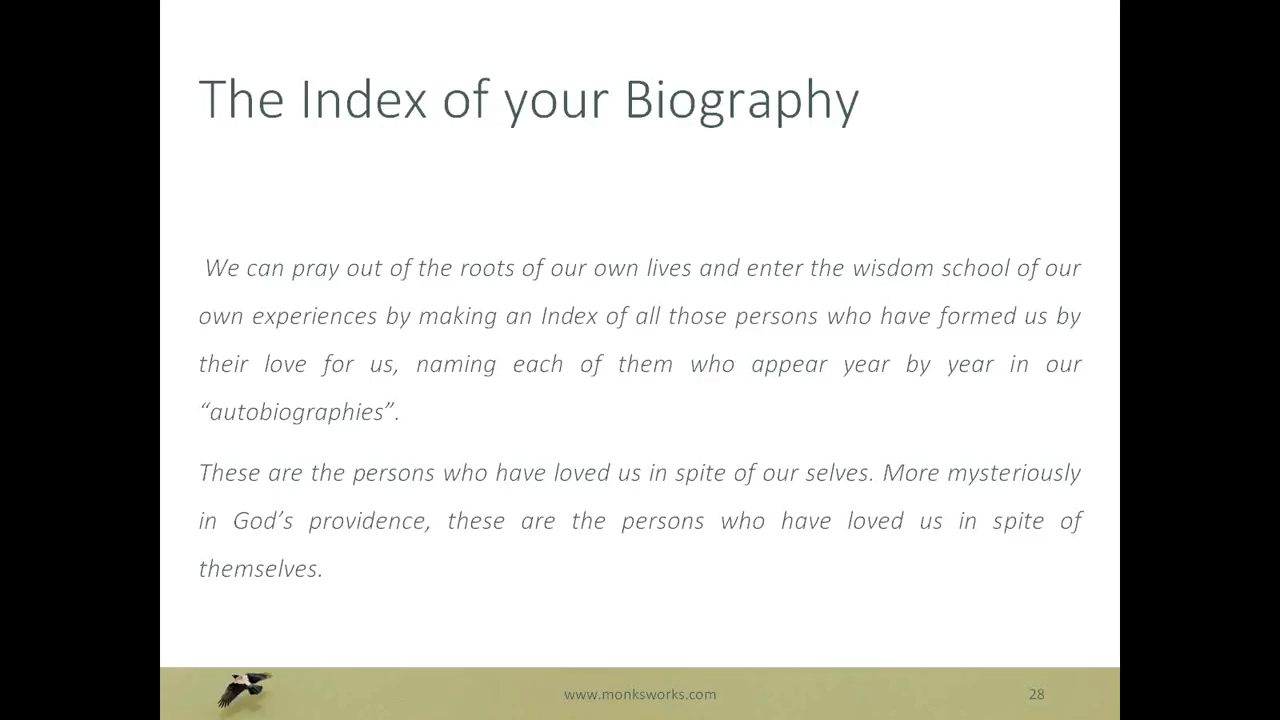 The Index of your Biography
We can pray out of the roots of our own lives and enter the wisdom school of our
own experiences by making an Index of all those persons who have formed us by
their love for us, naming each of them who appear year by year in our
“autobiographies”.
These are the persons who have loved us in spite of our selves. More mysteriously
in God’s providence, these are the persons who have loved us in spite of
themselves.
www.monksworks.com
28